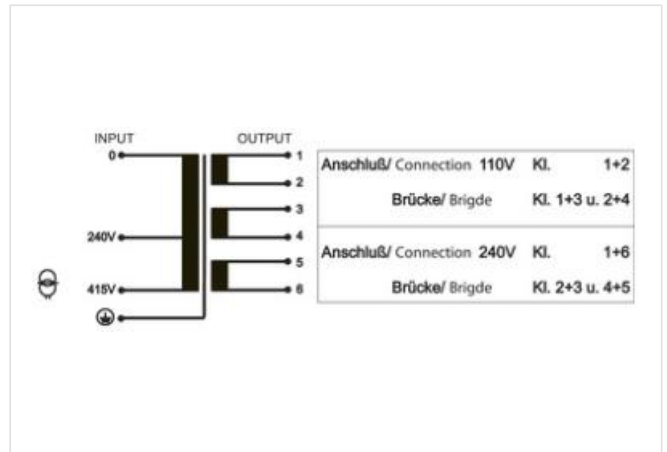 INPUT OUTPUT
0 1
2
3
240V 4
5
415V 6
Anschluß/ Connection 110V Kl. 1+2
Brücke/ Brigde Kl. 1+3 u. 2+4
Anschluß/ Connection 240V Kl. 1+6
Brücke/ Brigde Kl. 2+3 u. 4+5